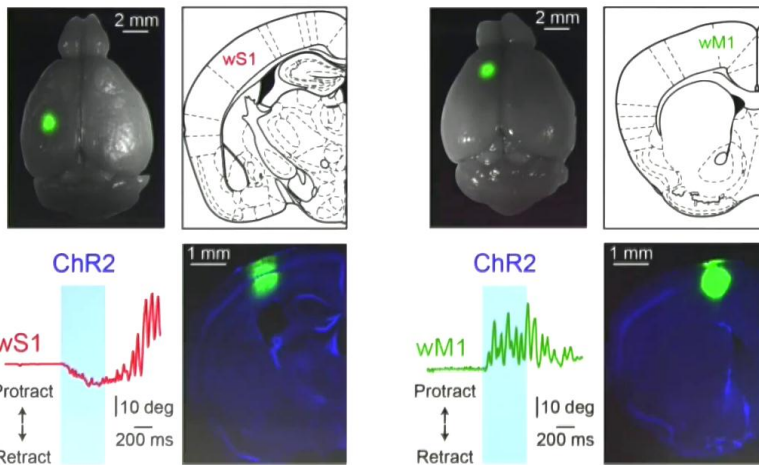 2 mm
wS1
2 mm
wM1
ChR2
1 mm
wS1
Protract
Retract
10 deg
200 ms
ChR2
1 mm
wM1
Protract
Retract
10 deg
200 ms